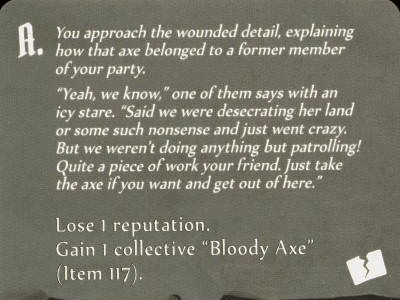 A. You approach the wounded detail, explaining
how that axe belonged to a former member
of your party.
“Yeah, we know,” one of them says with an
icy stare. “Said we were desecrating her land
or some such nonsense and just went crazy.
But we weren’t doing anything but patrolling!
Quite a piece of work your friend. Just take
the axe if you want and get out of here.”
Lose 1 reputation.
Gain 1 collective “Bloody Axe”
(Item 117).